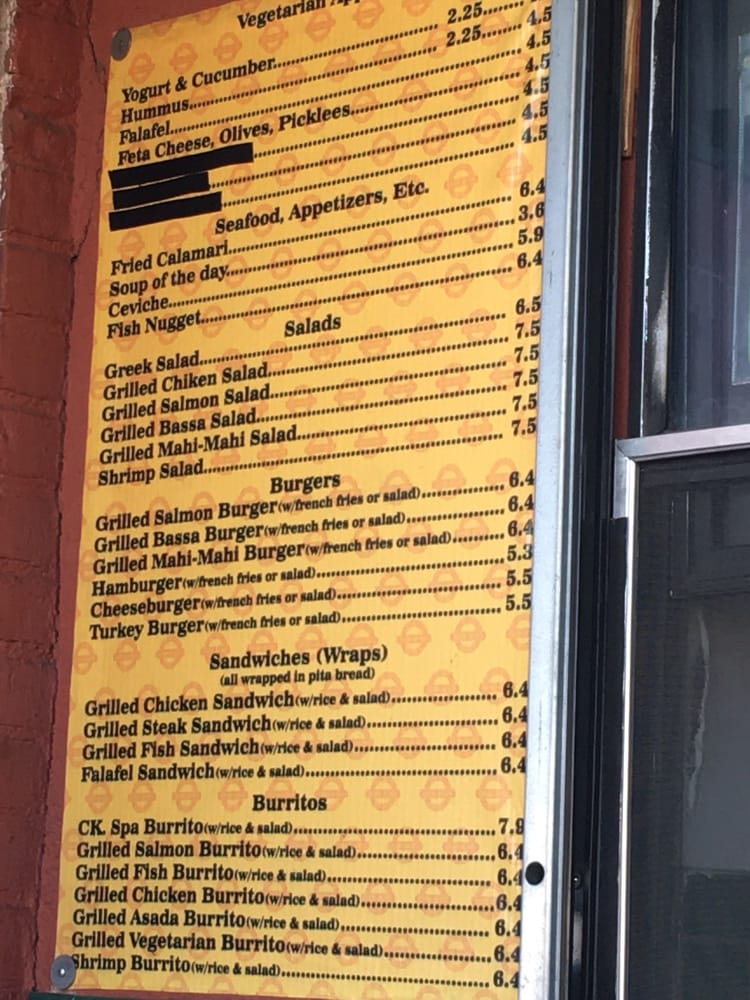 Vegetarian
Yogurt & Cucumber..................2.25.......
Hummus..................2.25.......4.5
Falafel..................4.5
Feta Cheese, Olives, Picklees..................4.5
..................4.5
..................4.5
..................4.5
Seafood, Appetizers, Etc.
Fried Calamari..................6.4
Soup of the day..................3.6
Ceviche..................5.9
Fish Nugget..................6.4
Salads
Greek Salad..................6.5
Grilled Chiken Salad..................7.5
Grilled Salmon Salad..................7.5
Grilled Bassa Salad..................7.5
Grilled Mahi-Mahi Salad..................7.5
Shrimp Salad..................7.5
Burgers
Grilled Salmon Burger(w/french fries or salad)..................6.4
Grilled Bassa Burger(w/french fries or salad)..................6.4
Grilled Mahi-Mahi Burger(w/french fries or salad)..................6.4
Hamburger(w/french fries or salad)..................5.3
Cheeseburger(w/french fries or salad)..................5.5
Turkey Burger(w/french fries or salad)..................5.5
Sandwiches (Wraps)
(all wrapped in pita bread)
Grilled Chicken Sandwich(w/rice & salad)..................6.4
Grilled Steak Sandwich(w/rice & salad)..................6.4
Grilled Fish Sandwich(w/rice & salad)..................6.4
Falafel Sandwich(w/rice & salad)..................6.4
Burritos
CK. Spa Burrito(w/rice & salad)..................7.9
Grilled Salmon Burrito(w/rice & salad)..................6.4
Grilled Fish Burrito(w/rice & salad)..................6.4
Grilled Chicken Burrito(w/rice & salad)..................6.4
Grilled Asada Burrito(w/rice & salad)..................6.4
Grilled Vegetarian Burrito(w/rice & salad)..................6.4
Shrimp Burrito(w/rice & salad)..................6.4